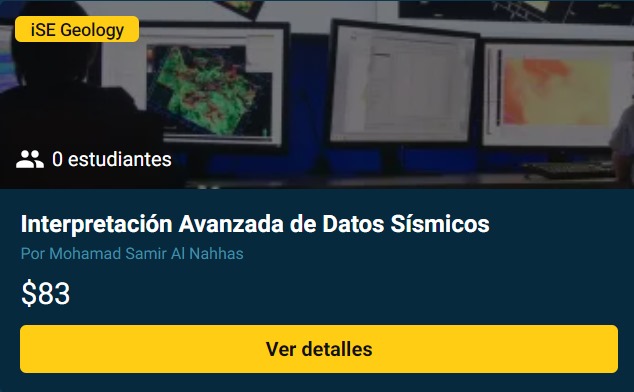 iSE Geology
0 estudiantes
Interpretación Avanzada de Datos Sísmicos
Por Mohamad Samir Al Nahhas
$83
Ver detalles